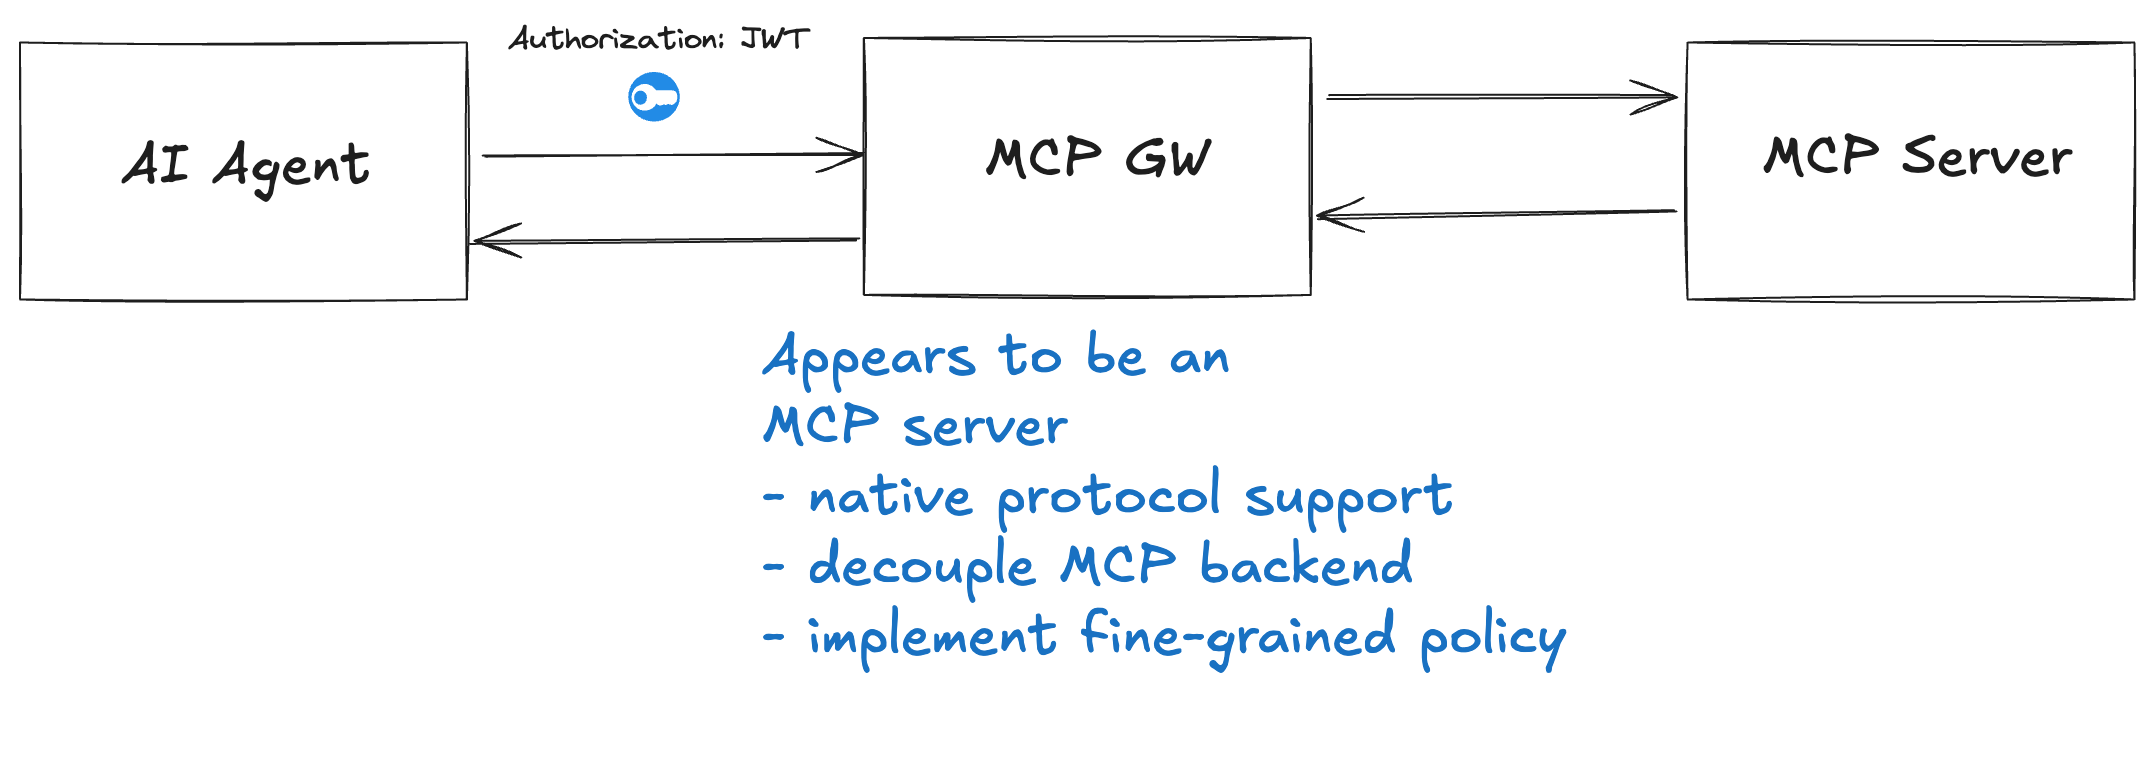 Authorization: JWT
AI Agent
MCP GW
MCP Server
Appears to be an
MCP server
- native protocol support
- decouple MCP backend
- implement fine-grained policy